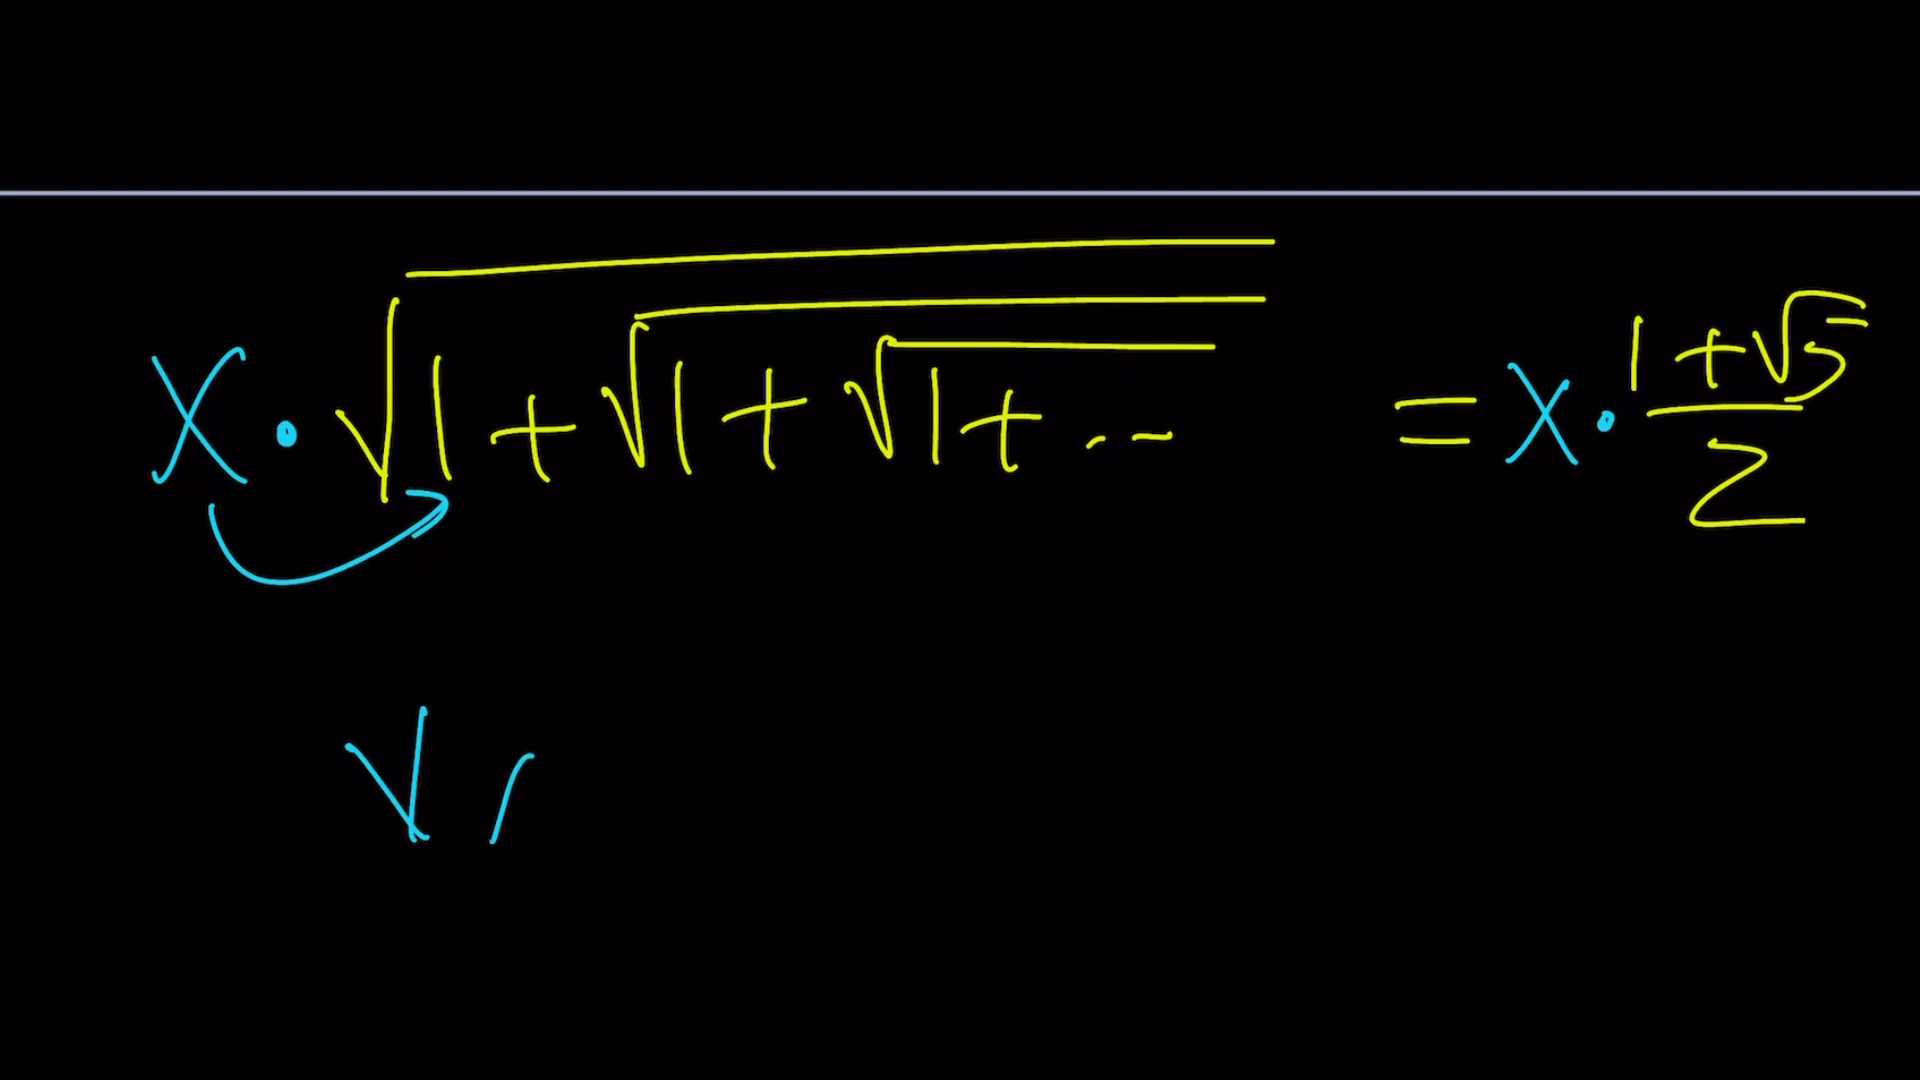 X · √1 + √1 + √1 + ... = X · (1 + √5)/2
√